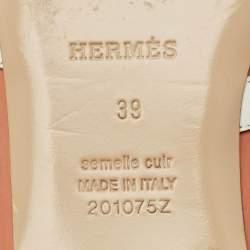 HERMÈS
39
semelle cuir
MADE IN ITALY
201075Z